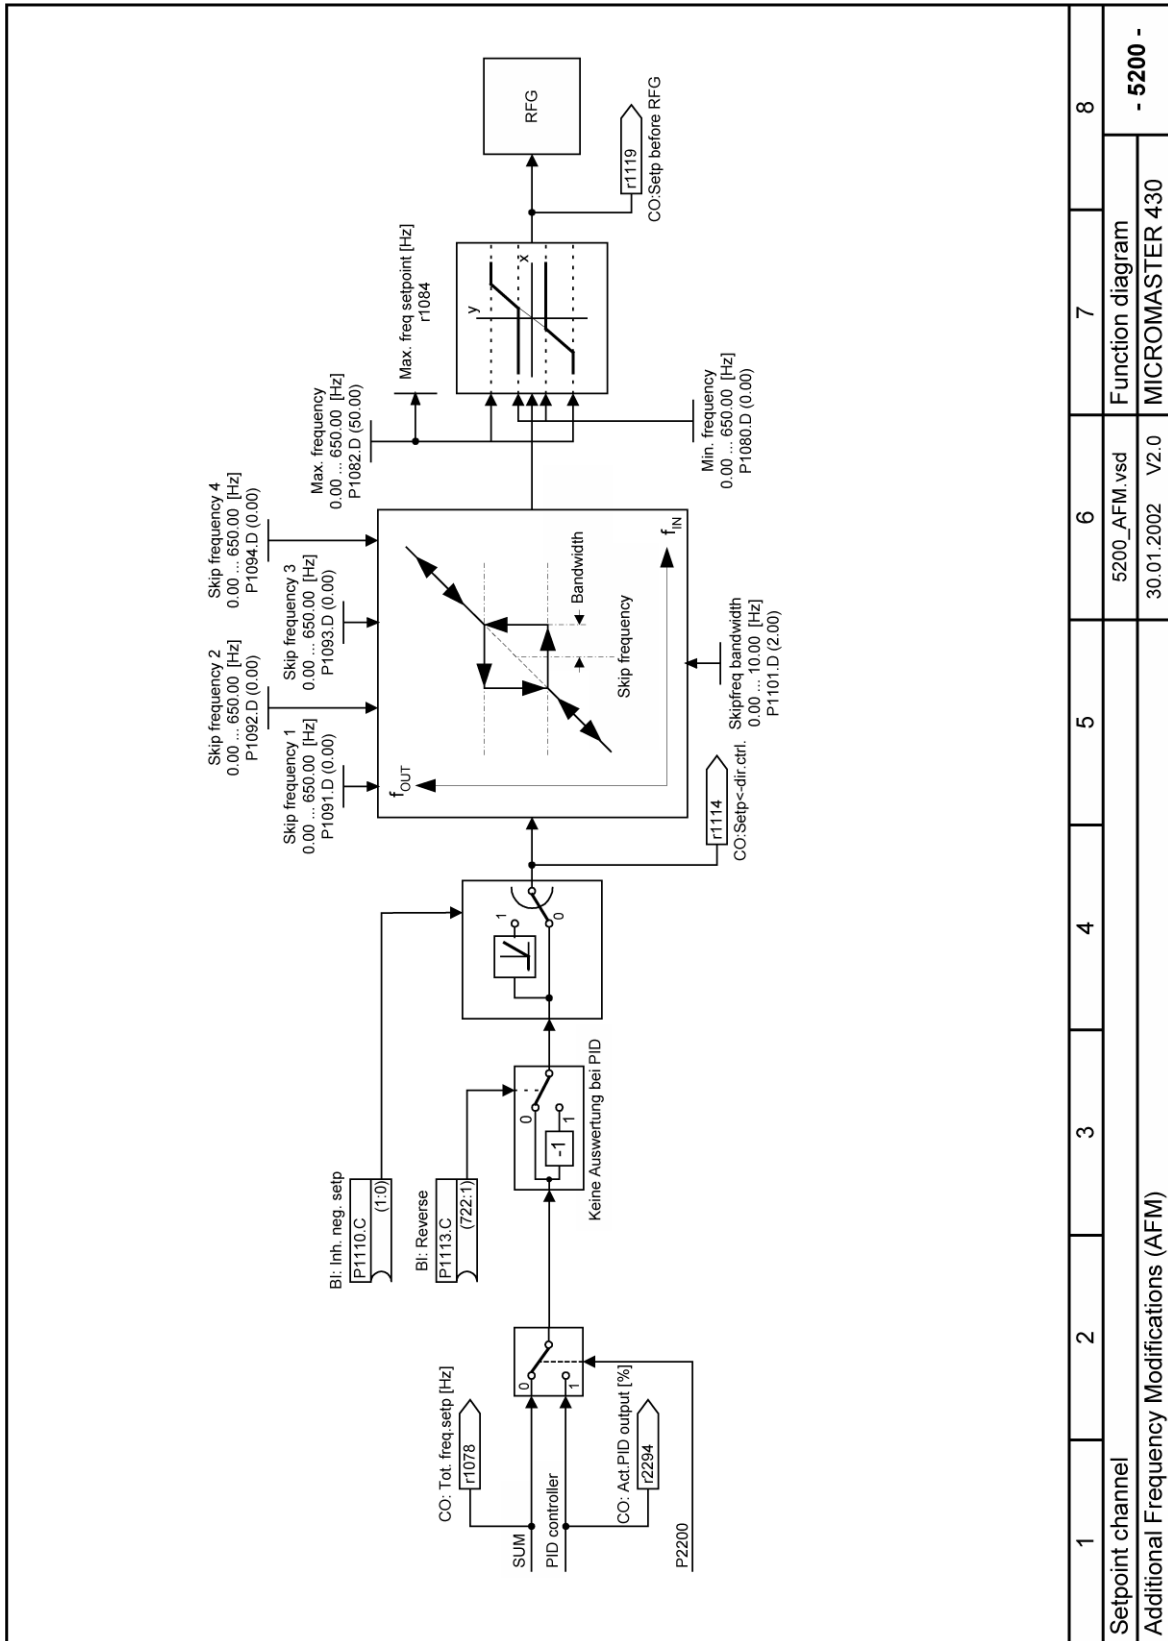 Skip frequency 2
0.00 ... 650.00 [Hz]
P1092.D (0.00)
Skip frequency 4
0.00 ... 650.00 [Hz]
P1094.D (0.00)
Skip frequency 1
0.00 ... 650.00 [Hz]
P1091.D (0.00)
Skip frequency 3
0.00 ... 650.00 [Hz]
P1093.D (0.00)
Max. frequency
0.00 ... 650.00 [Hz]
P1082.D (50.00)
Max. freq setpoint [Hz]
r1084
BI: Inh. neg. setp
P1110.C
(1:0)
BI: Reverse
P1113.C
(722:1)
CO: Tot. freq.setp [Hz]
r1078
SUM
PID controller
CO: Act.PID output [%]
r2294
P2200
0
1
0
1
-1
Keine Auswertung bei PID
1
0
r1114
CO:Setp<-dir.ctrl.
fOUT
fIN
Bandwidth
Skip frequency
Skipfreq bandwidth
0.00 ... 10.00 [Hz]
P1101.D (2.00)
y
x
Min. frequency
0.00 ... 650.00 [Hz]
P1080.D (0.00)
RFG
r1119
CO:Setp before RFG
1 2 3 4 5 6 7 8
Setpoint channel
5200_AFM.vsd
Function diagram
- 5200 -
Additional Frequency Modifications (AFM)
30.01.2002 V2.0
MICROMASTER 430